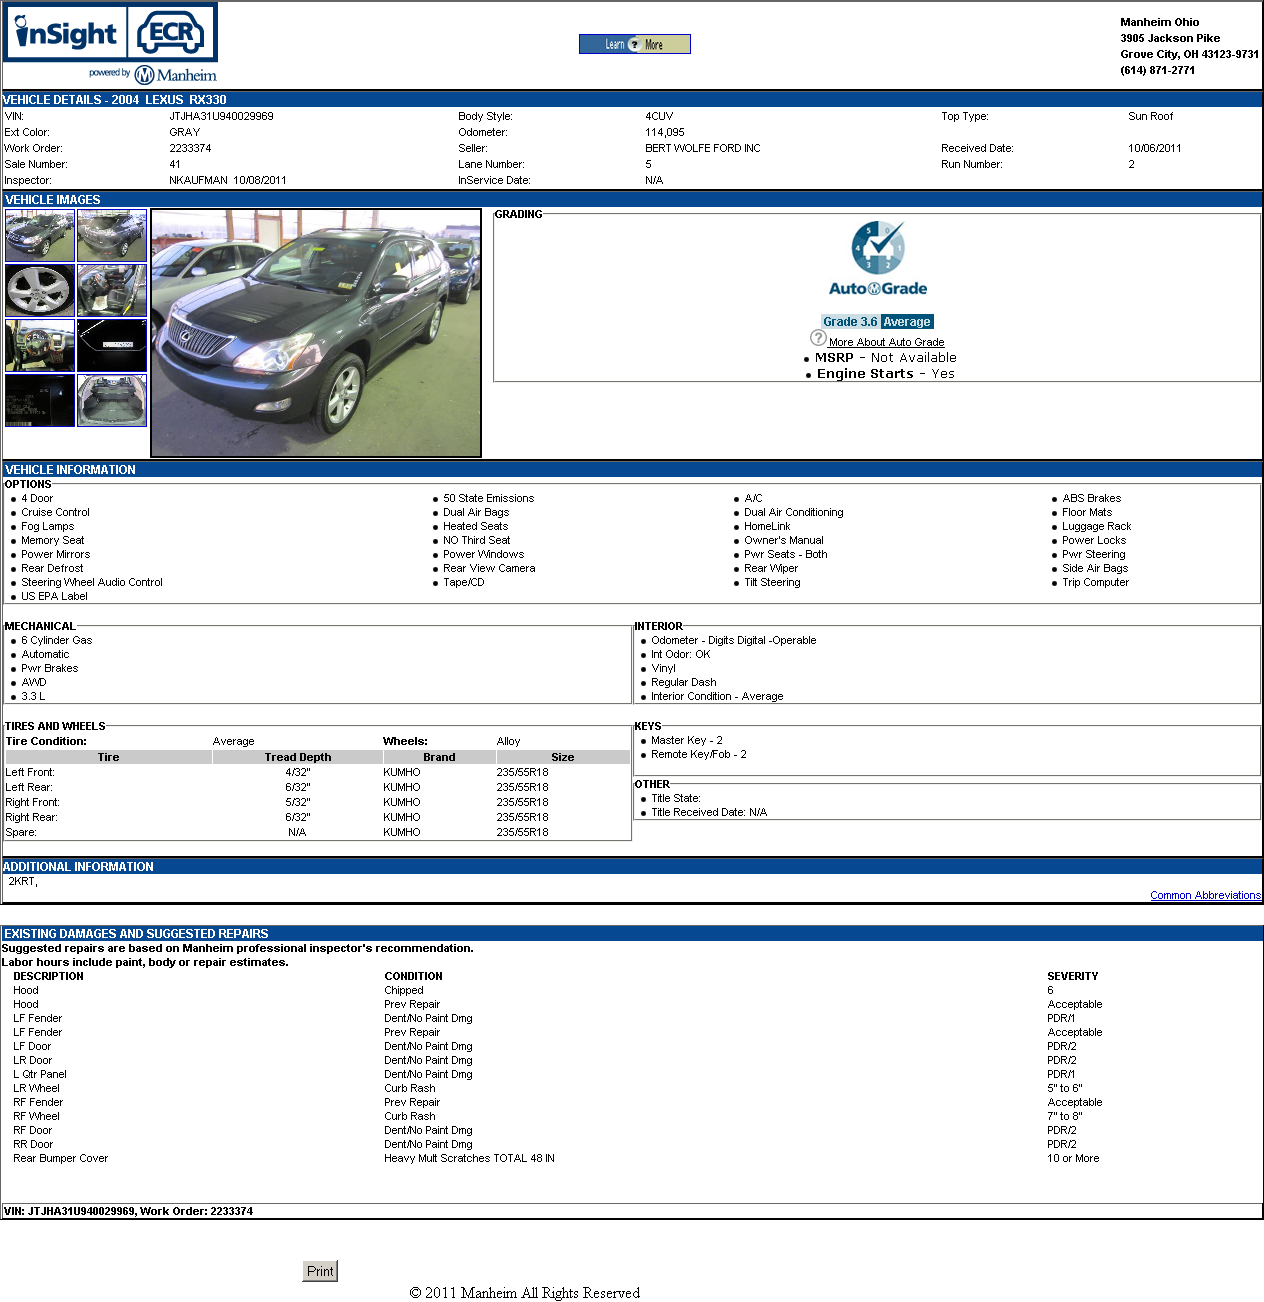 inSight ECR
powered by Manheim
Learn ? More
Manheim Ohio
3905 Jackson Pike
Grove City, OH 43123-9731
(614) 871-2771
VEHICLE DETAILS - 2004 LEXUS RX330
VIN: JTJHA31U940029969 Body Style: 4CUV Top Type: Sun Roof
Ext Color: GRAY Odometer: 114,095
Work Order: 2233374 Seller: BERT WOLFE FORD INC Received Date: 10/06/2011
Sale Number: 41 Lane Number: 5 Run Number: 2
Inspector: NKAUFMAN 10/08/2011 InService Date: N/A
VEHICLE IMAGES
GRADING
5 0
4 1
3 2
Auto Grade
Grade 3.6 Average
? More About Auto Grade
MSRP - Not Available
Engine Starts - Yes
VEHICLE INFORMATION
OPTIONS
4 Door 50 State Emissions A/C ABS Brakes
Cruise Control Dual Air Bags Dual Air Conditioning Floor Mats
Fog Lamps Heated Seats HomeLink Luggage Rack
Memory Seat NO Third Seat Owner's Manual Power Locks
Power Mirrors Power Windows Pwr Seats - Both Pwr Steering
Rear Defrost Rear View Camera Rear Wiper Side Air Bags
Steering Wheel Audio Control Tape/CD Tilt Steering Trip Computer
US EPA Label
MECHANICAL
6 Cylinder Gas
Automatic
Pwr Brakes
AWD
3.3 L
INTERIOR
Odometer - Digits Digital -Operable
Int Odor: OK
Vinyl
Regular Dash
Interior Condition - Average
TIRES AND WHEELS
Tire Condition: Average Wheels: Alloy
Tire Tread Depth Brand Size
Left Front: 4/32" KUMHO 235/55R18
Left Rear: 6/32" KUMHO 235/55R18
Right Front: 5/32" KUMHO 235/55R18
Right Rear: 6/32" KUMHO 235/55R18
Spare: N/A KUMHO 235/55R18
KEYS
Master Key - 2
Remote Key/Fob - 2
OTHER
Title State:
Title Received Date: N/A
ADDITIONAL INFORMATION
2KRT,
Common Abbreviations
EXISTING DAMAGES AND SUGGESTED REPAIRS
Suggested repairs are based on Manheim professional inspector's recommendation.
Labor hours include paint, body or repair estimates.
DESCRIPTION CONDITION SEVERITY
Hood Chipped 6
Hood Prev Repair Acceptable
LF Fender Dent/No Paint Dmg PDR/1
LF Fender Prev Repair Acceptable
LF Door Dent/No Paint Dmg PDR/2
LR Door Dent/No Paint Dmg PDR/2
L Qtr Panel Dent/No Paint Dmg PDR/1
LR Wheel Curb Rash 5" to 6"
RF Fender Prev Repair Acceptable
RF Wheel Curb Rash 7" to 8"
RF Door Dent/No Paint Dmg PDR/2
RR Door Dent/No Paint Dmg PDR/2
Rear Bumper Cover Heavy Mult Scratches TOTAL 48 IN 10 or More
VIN: JTJHA31U940029969, Work Order: 2233374
Print
© 2011 Manheim All Rights Reserved